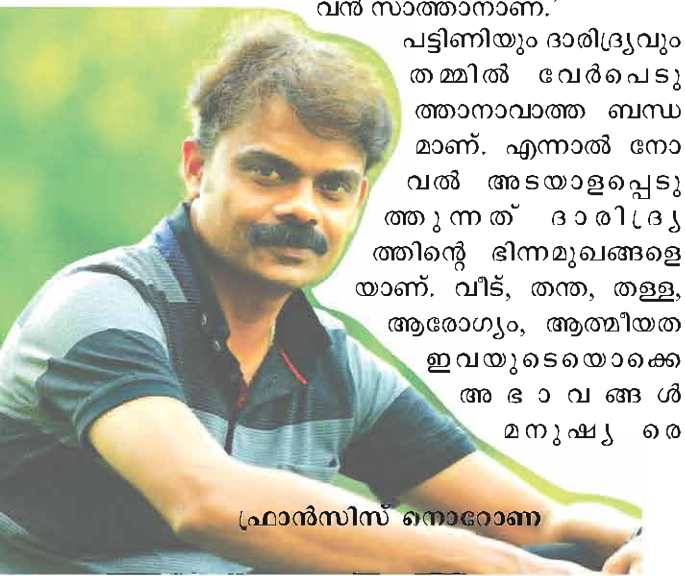 വൻ സാത്താനാണ്.'
പട്ടിണിയും ദാരിദ്ര്യവും
തമ്മിൽ വേർപെടു
ത്താനാവാത്ത ബന്ധ
മാണ്. എന്നാൽ നോ
വൽ അടയാളപ്പെടു
ത്തുന്നത് ദാരിദ്ര്യ
ത്തിന്റെ ഭിന്നമുഖങ്ങളെ
യാണ്. വീട്, തന്ത, തള്ള,
ആരോഗ്യം, ആത്മീയത
ഇവയുടെയൊക്കെ
അഭാവങ്ങൾ
മനുഷ്യ രെ
ഫ്രാൻസിസ് നൊറോണ